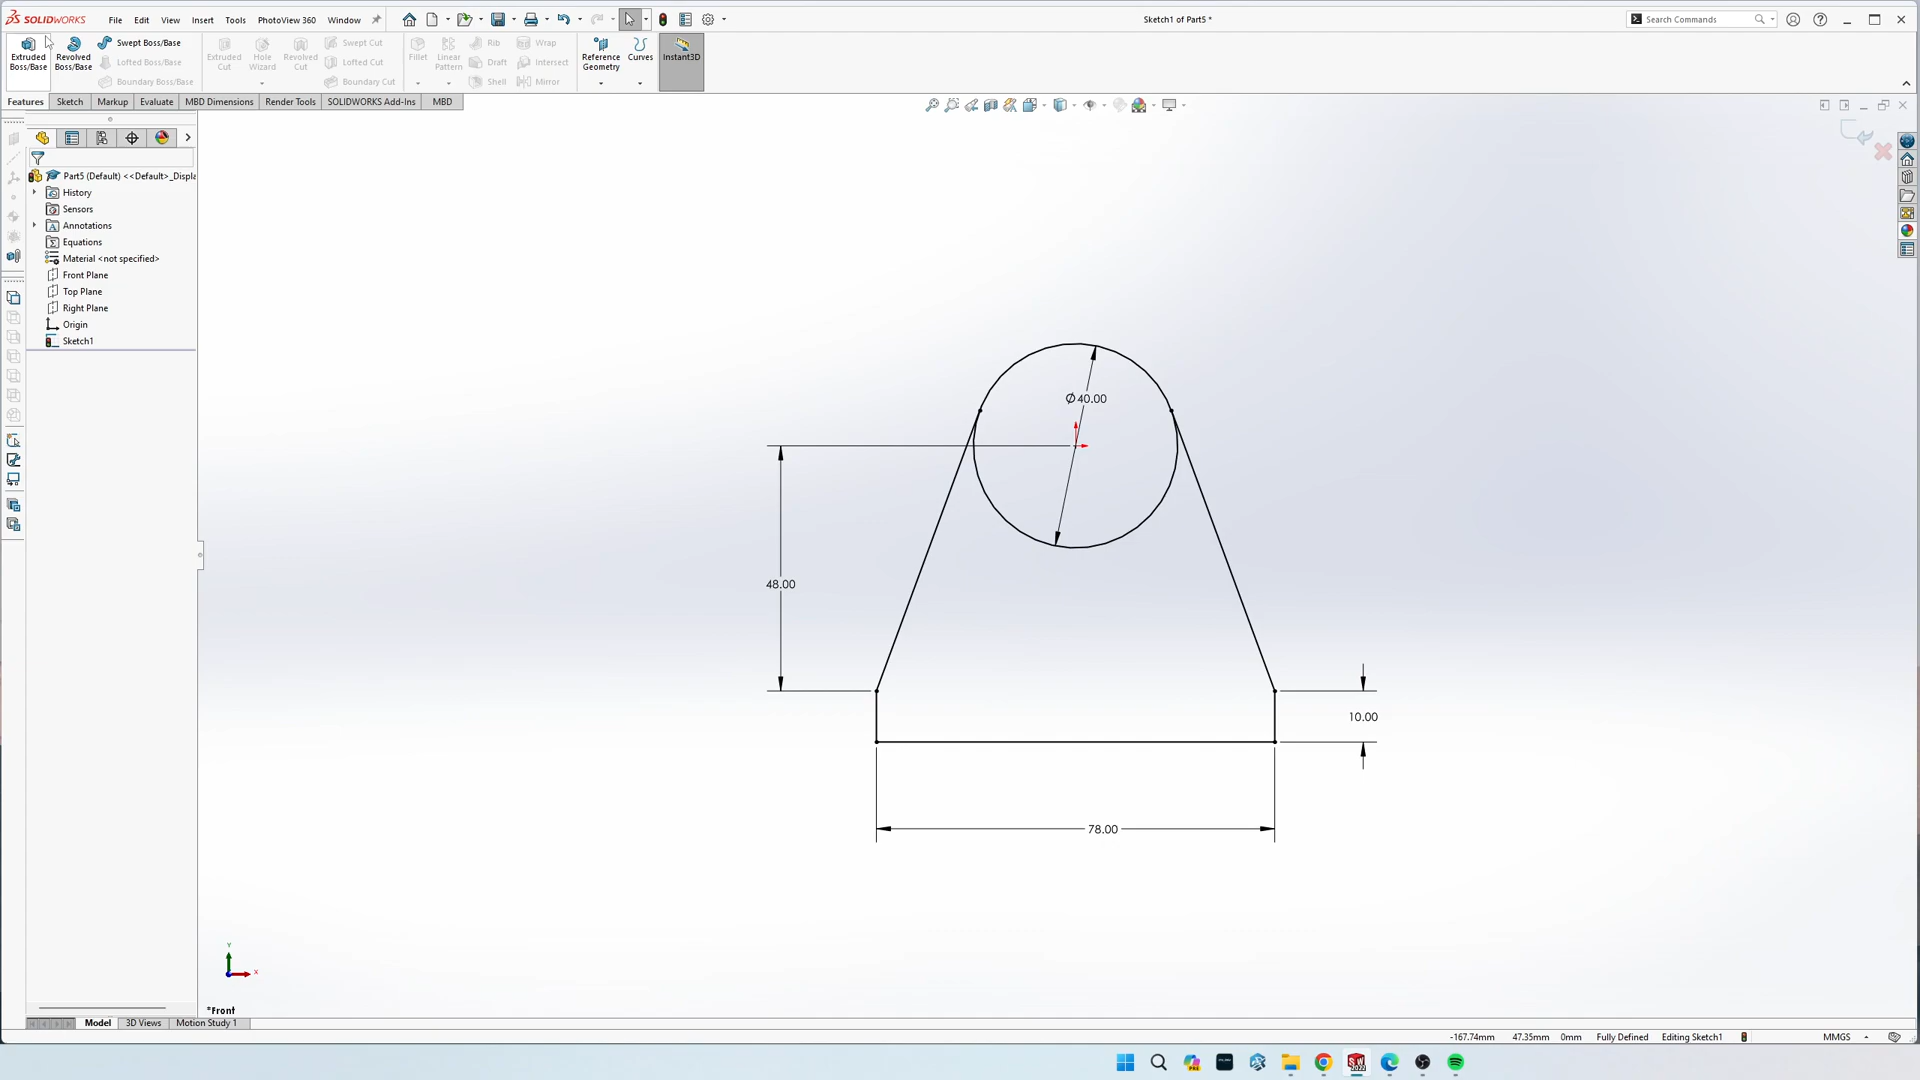 SOLIDWORKS File Edit View Insert Tools PhotoView 360 Window Sketch1 of Part5 * Search Commands
Extruded Boss/Base Revolved Boss/Base Swept Boss/Base Lofted Boss/Base Boundary Boss/Base
Extruded Cut Hole Wizard Revolved Cut Swept Cut Lofted Cut Boundary Cut
Fillet Linear Pattern Rib Draft Shell Wrap Intersect Mirror
Reference Geometry Curves Instant3D
Features Sketch Markup Evaluate MBD Dimensions Render Tools SOLIDWORKS Add-Ins MBD
Part5 (Default) <<Default>_Displa
History
Sensors
Annotations
Equations
Material <not specified>
Front Plane
Top Plane
Right Plane
Origin
Sketch1
Ø40.00
48.00
10.00
78.00
Y
X
*Front
Model 3D Views Motion Study 1
-167.74mm 47.35mm 0mm Fully Defined Editing Sketch1 MMGS